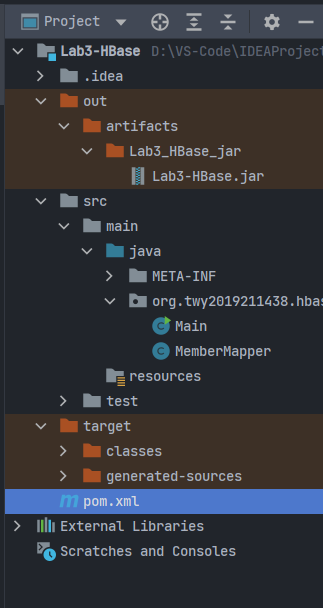 Project
Lab3-HBase D:\VS-Code\IDEAProject
.idea
out
artifacts
Lab3_HBase_jar
Lab3-HBase.jar
src
main
java
META-INF
org.twy2019211438.hbas
Main
MemberMapper
resources
test
target
classes
generated-sources
pom.xml
External Libraries
Scratches and Consoles